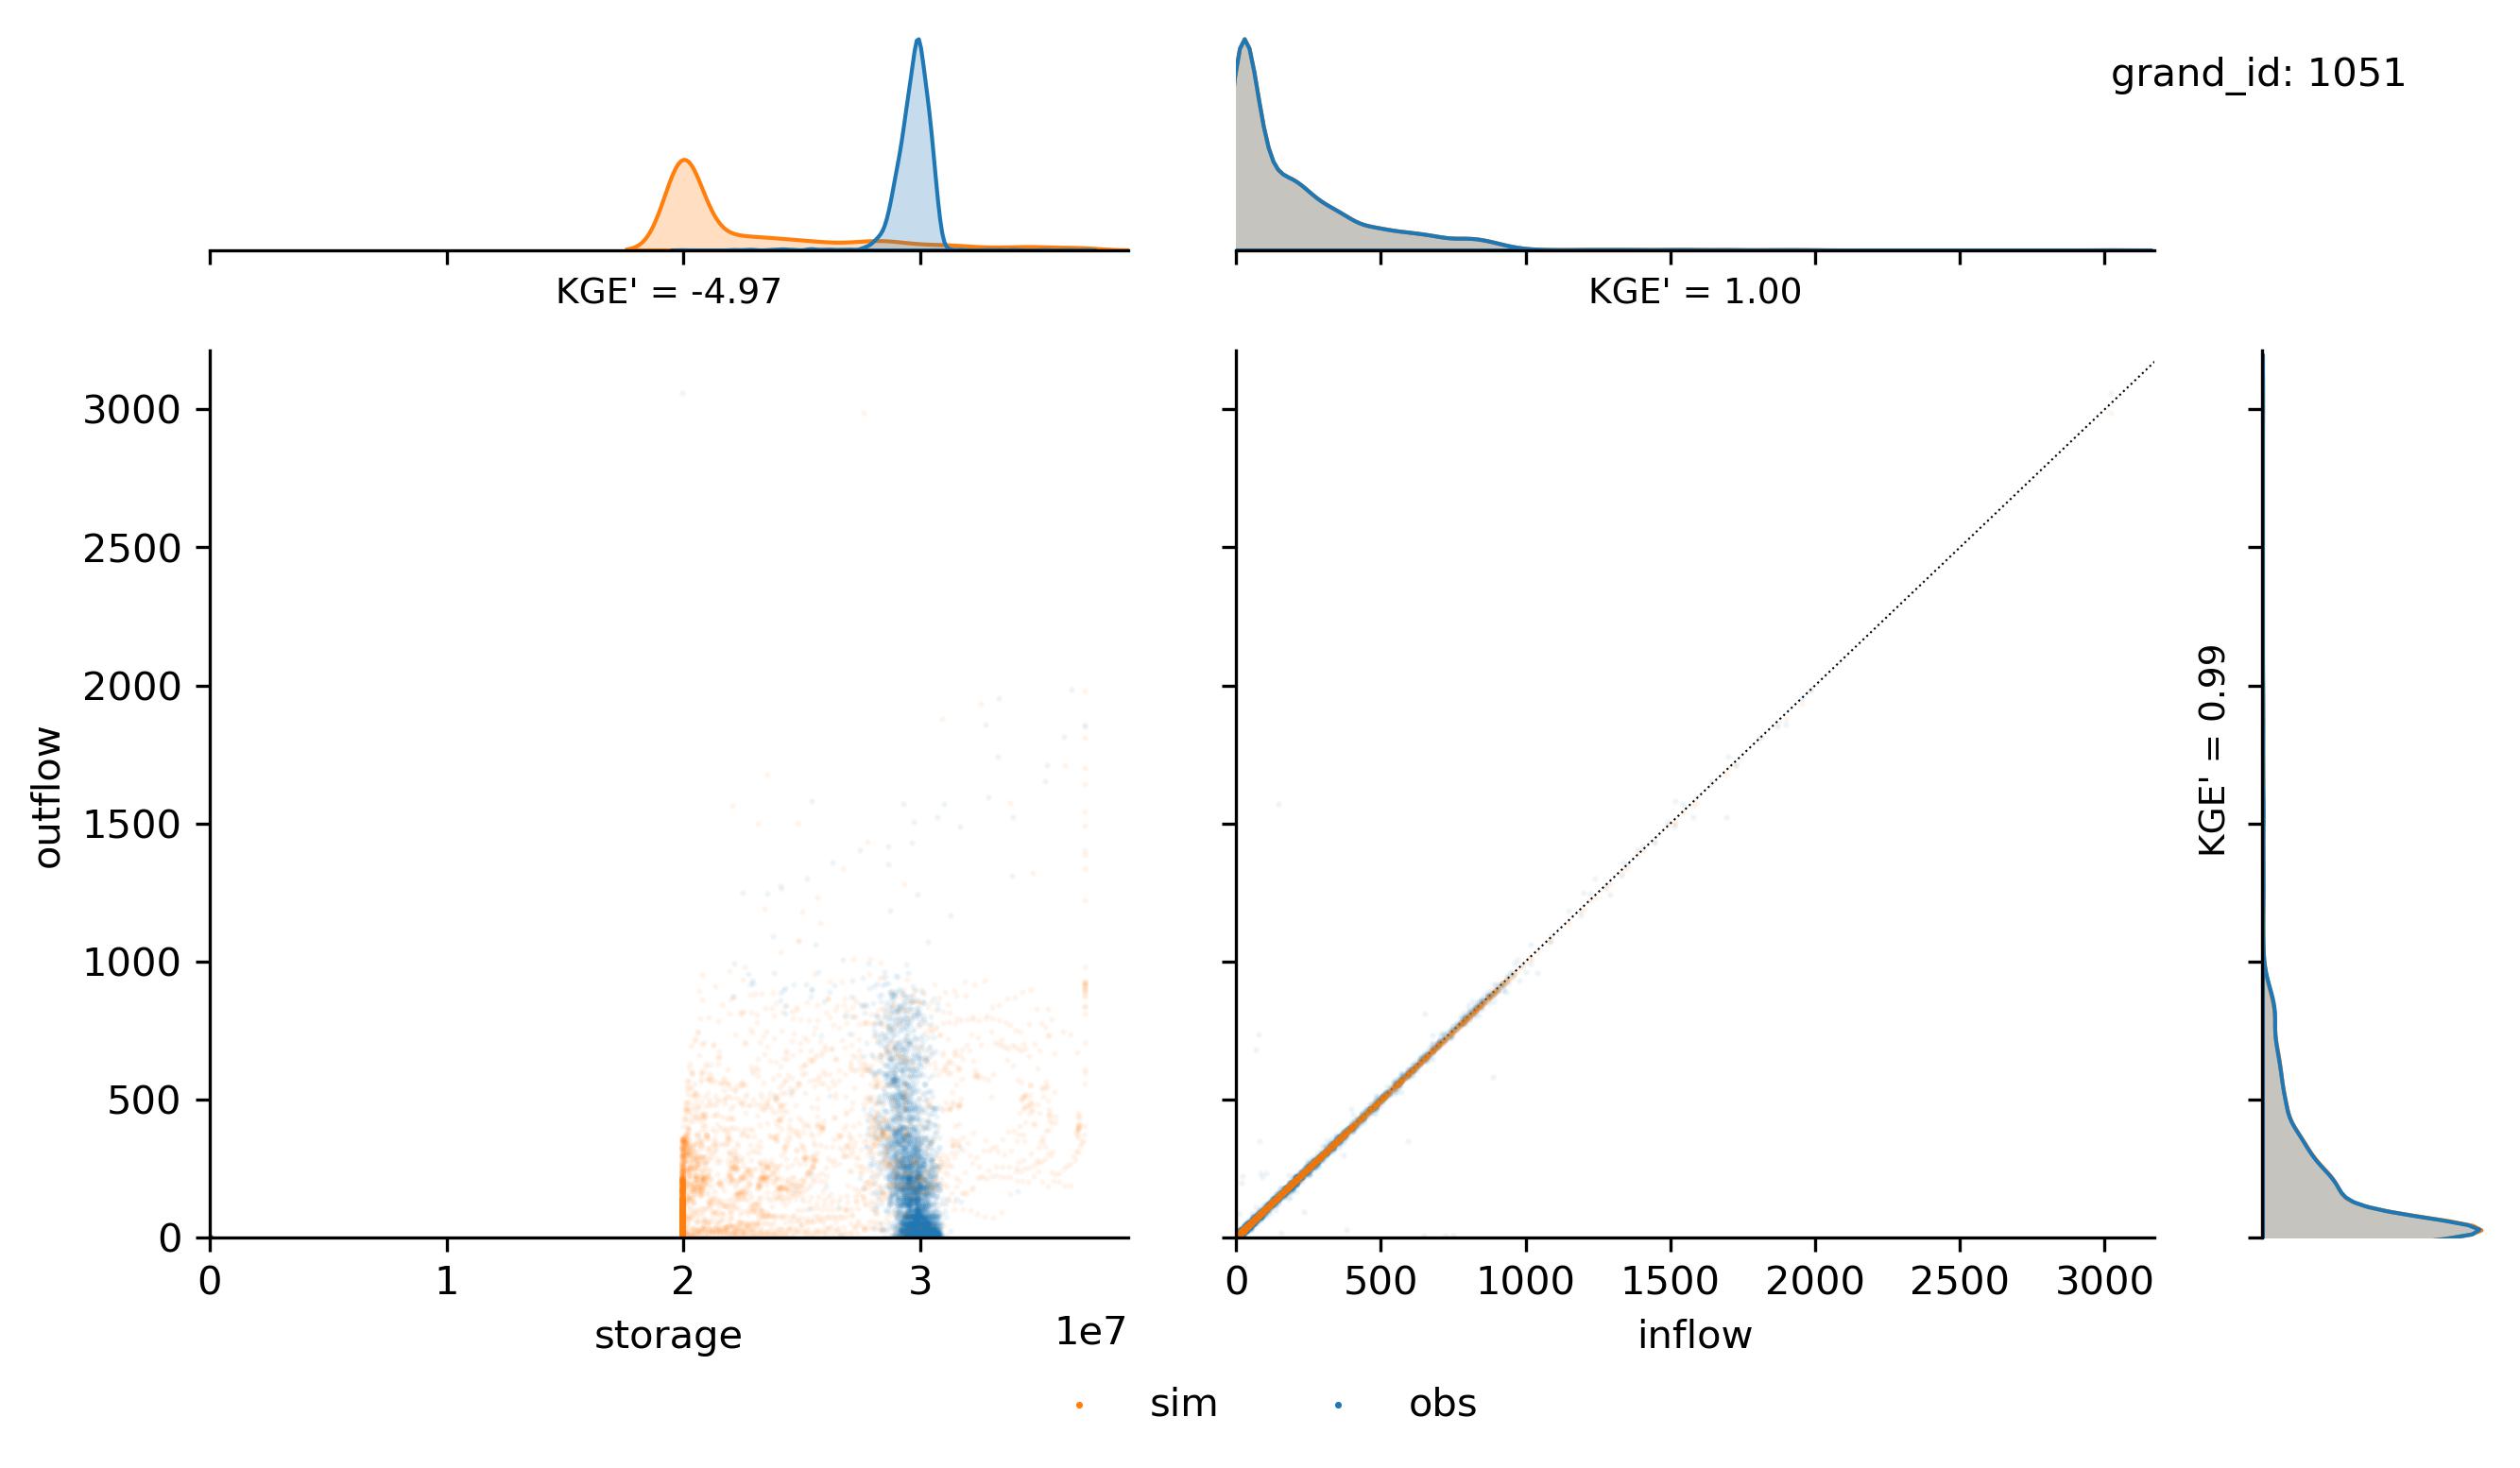 grand_id: 1051
KGE' = -4.97
KGE' = 1.00
3000
2500
2000
1500
1000
500
0
outflow
KGE' = 0.99
0 1 2 3
0 500 1000 1500 2000 2500 3000
storage
1e7
inflow
sim obs